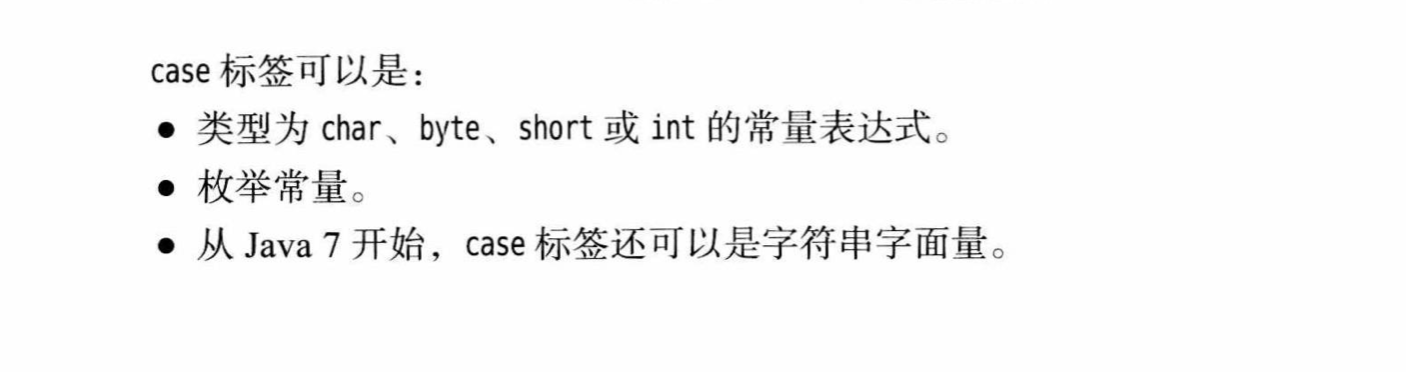 case 标签可以是：
● 类型为 char、byte、short 或 int 的常量表达式。
● 枚举常量。
● 从 Java 7 开始，case 标签还可以是字符串字面量。